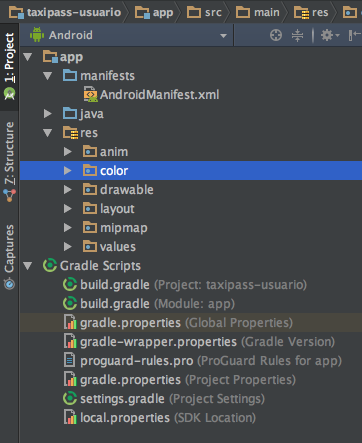 taxipass-usuario app src main res
Android
1: Project
Z: Structure
Captures
app
manifests
AndroidManifest.xml
java
res
anim
color
drawable
layout
mipmap
values
Gradle Scripts
build.gradle (Project: taxipass-usuario)
build.gradle (Module: app)
gradle.properties (Global Properties)
gradle-wrapper.properties (Gradle Version)
proguard-rules.pro (ProGuard Rules for app)
gradle.properties (Project Properties)
settings.gradle (Project Settings)
local.properties (SDK Location)